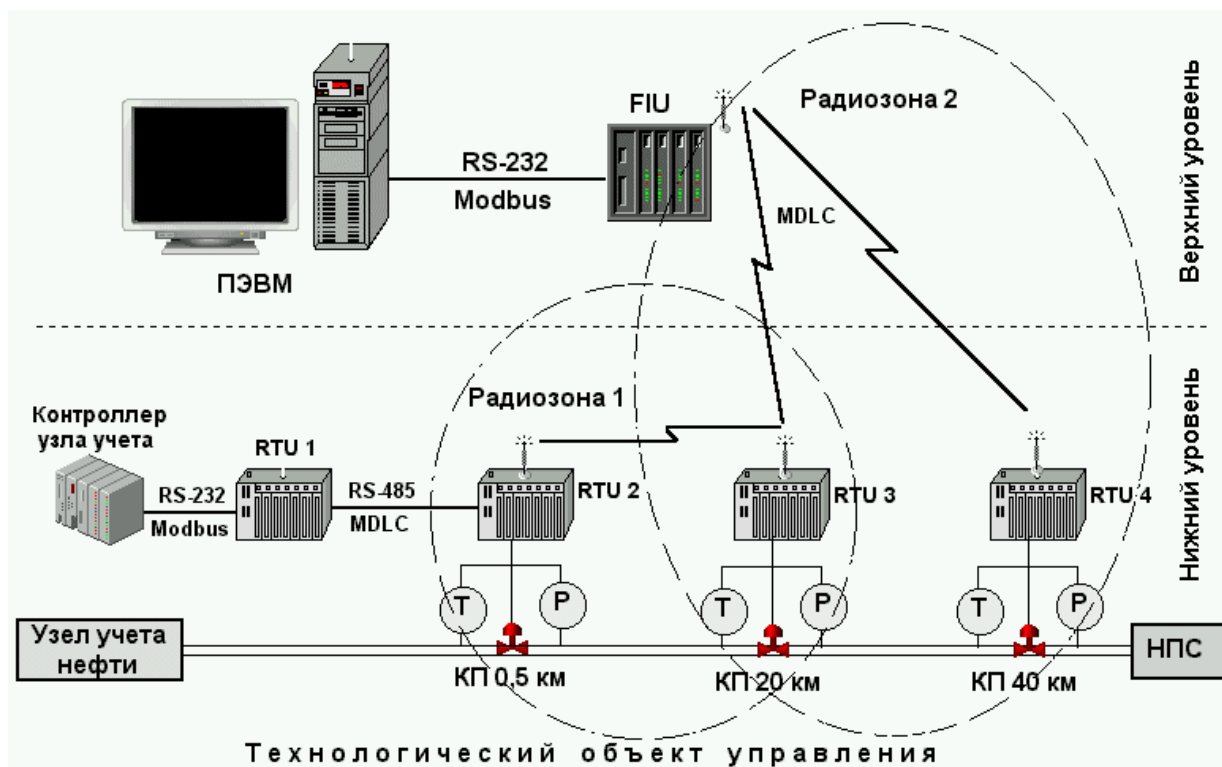 FIU
Радиозона 2
RS-232
Modbus
MDLC
ПЭВМ
Верхний уровень
Радиозона 1
Контроллер
узла учета
RTU 1
RS-232
Modbus
RS-485
MDLC
RTU 2
RTU 3
RTU 4
Нижний уровень
T
P
T
P
T
P
Узел учета
нефти
НПС
КП 0,5 км
КП 20 км
КП 40 км
Технологический объект управления